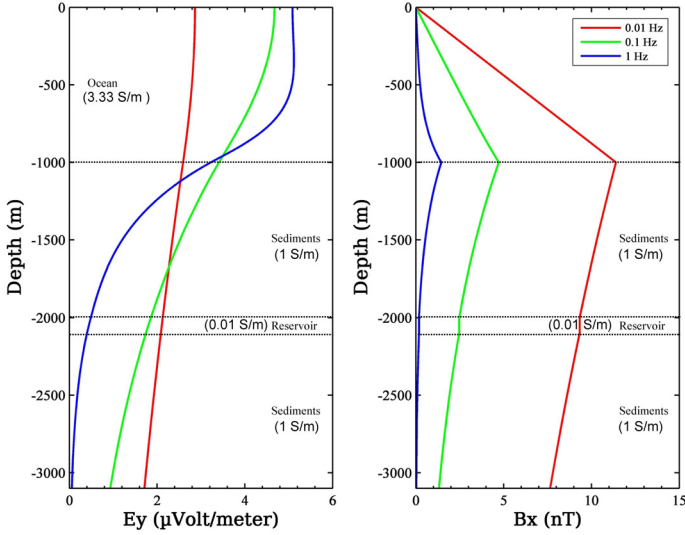 0
-500
-1000
-1500
-2000
-2500
-3000
Depth (m)
Ocean
(3.33 S/m )
Sediments
(1 S/m)
(0.01 S/m) Reservoir
Sediments
(1 S/m)
0 2 4 6
Ey (µVolt/meter)
0
-500
-1000
-1500
-2000
-2500
-3000
Depth (m)
0.01 Hz
0.1 Hz
1 Hz
Sediments
(1 S/m)
(0.01 S/m) Reservoir
Sediments
(1 S/m)
0 5 10 15
Bx (nT)